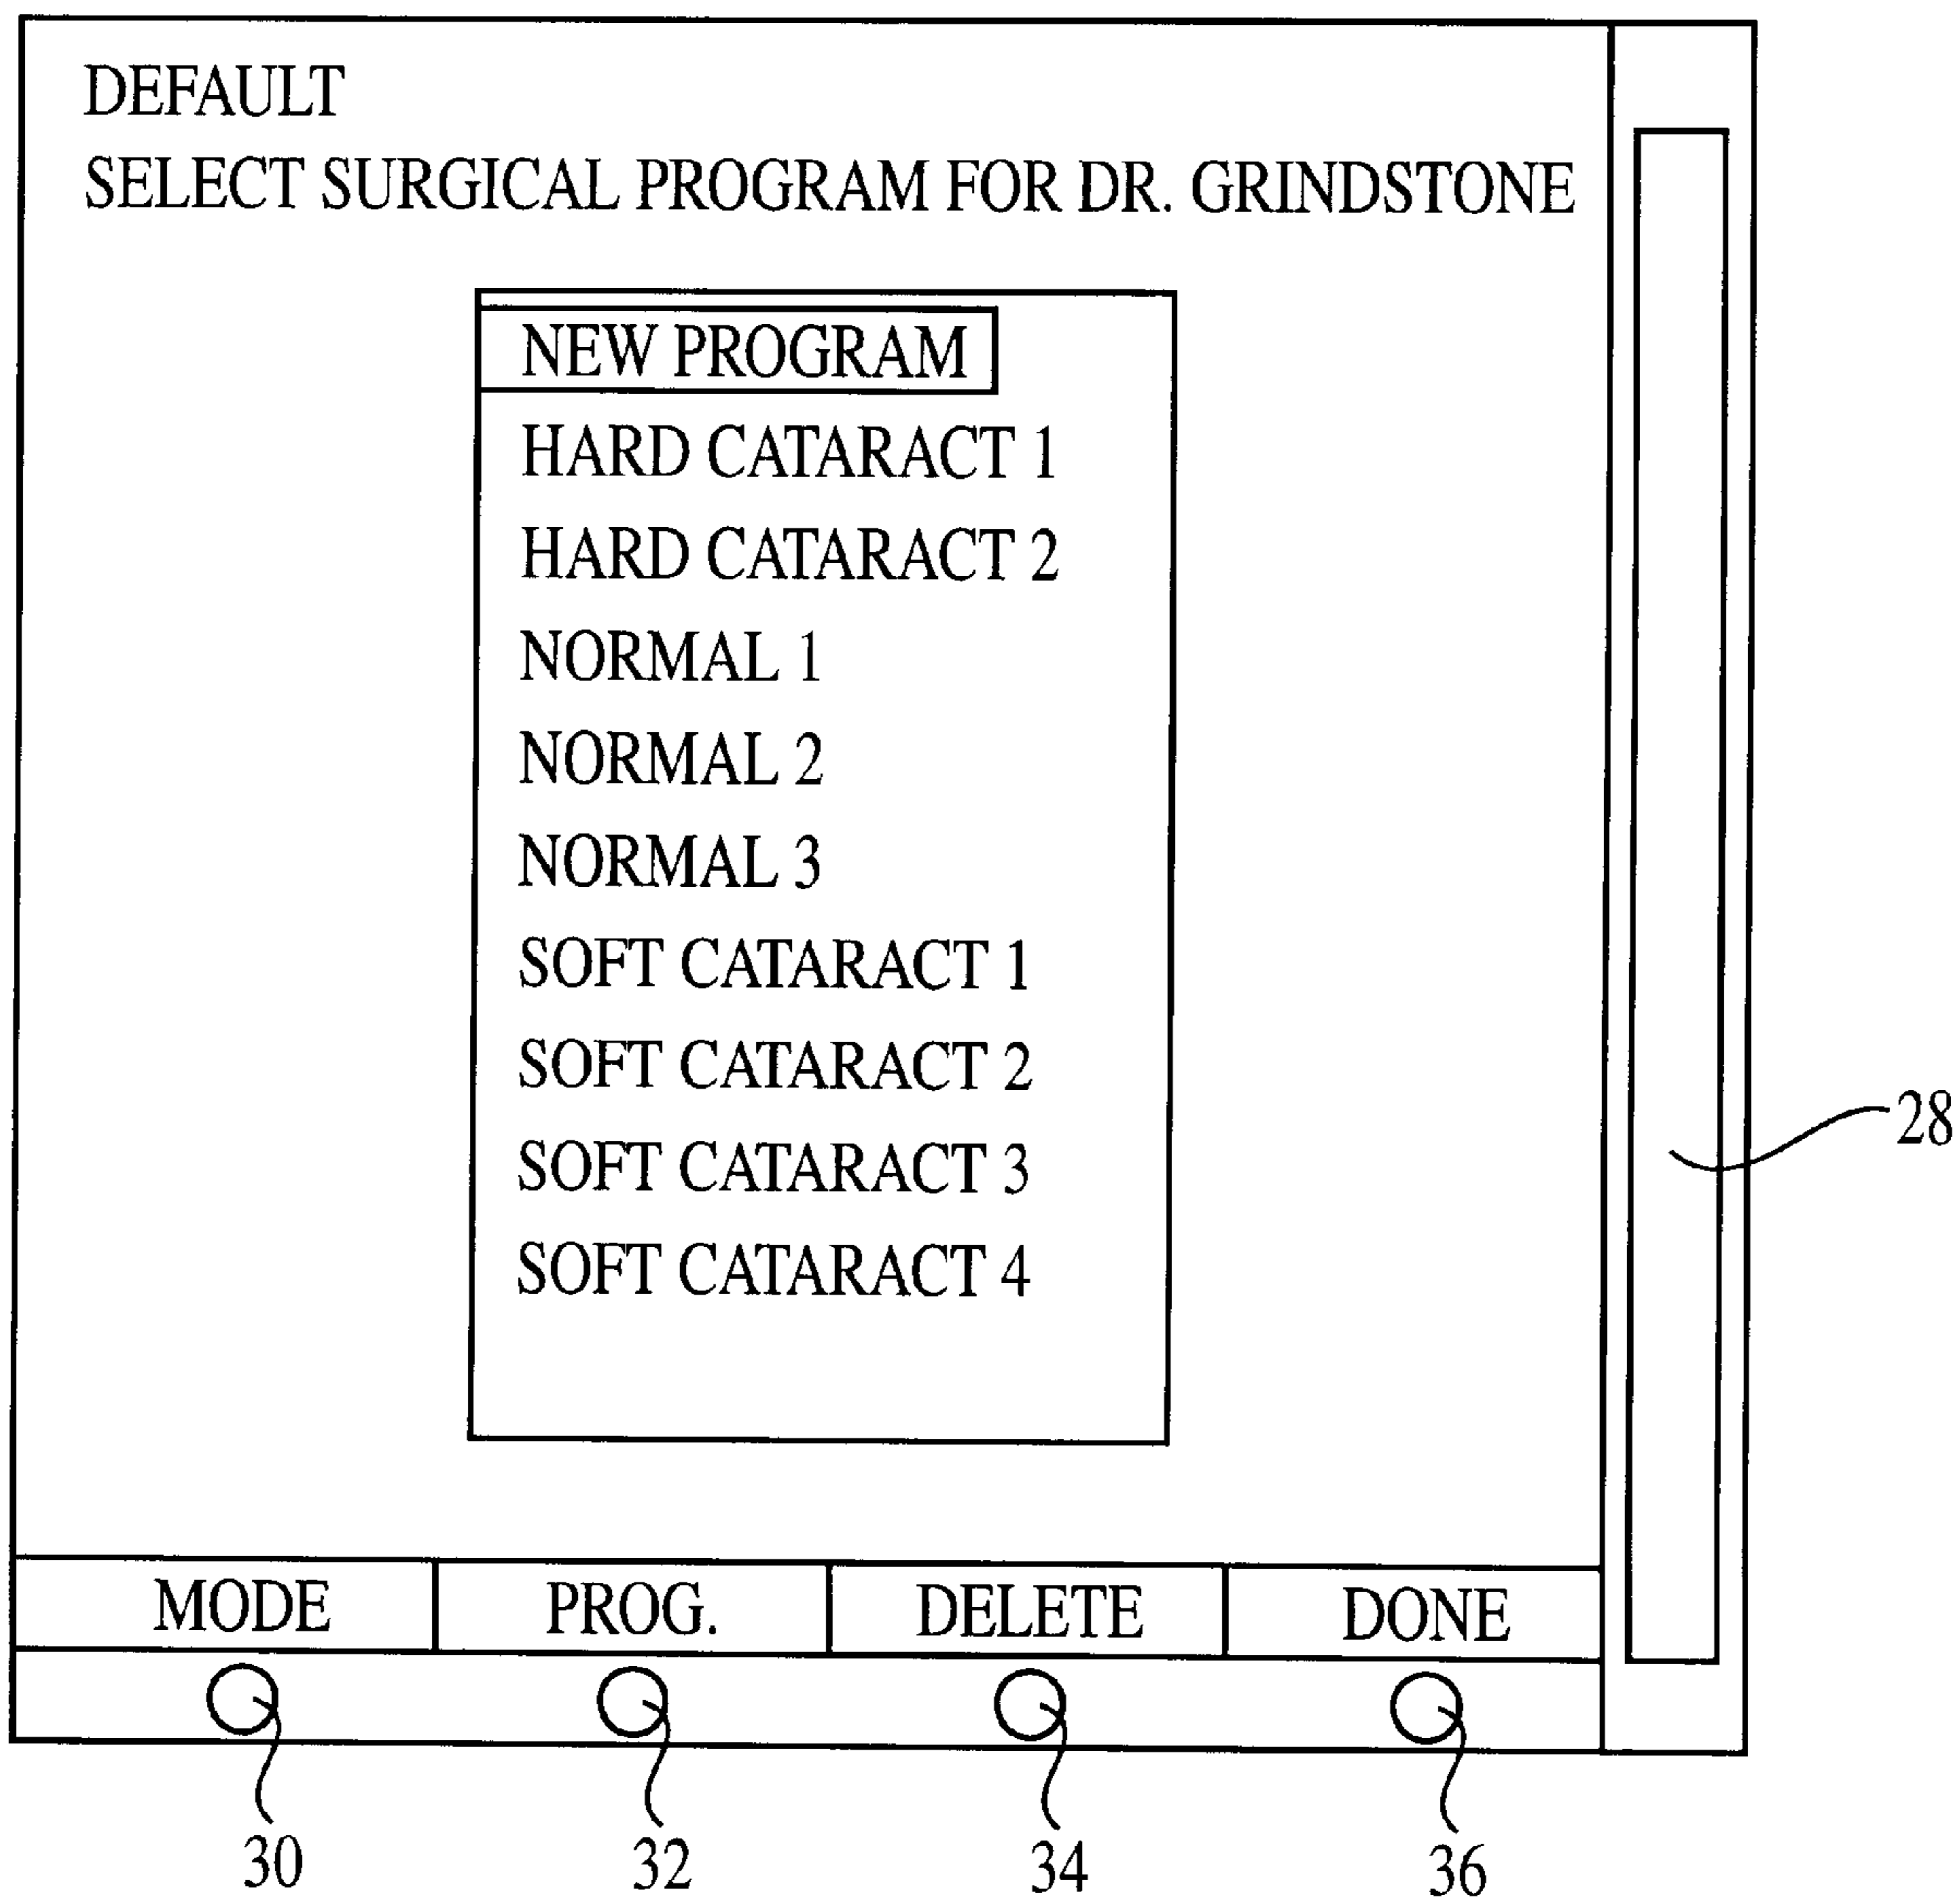 DEFAULT
SELECT SURGICAL PROGRAM FOR DR. GRINDSTONE
NEW PROGRAM
HARD CATARACT 1
HARD CATARACT 2
NORMAL 1
NORMAL 2
NORMAL 3
SOFT CATARACT 1
SOFT CATARACT 2
SOFT CATARACT 3
SOFT CATARACT 4
28
MODE PROG. DELETE DONE
30 32 34 36